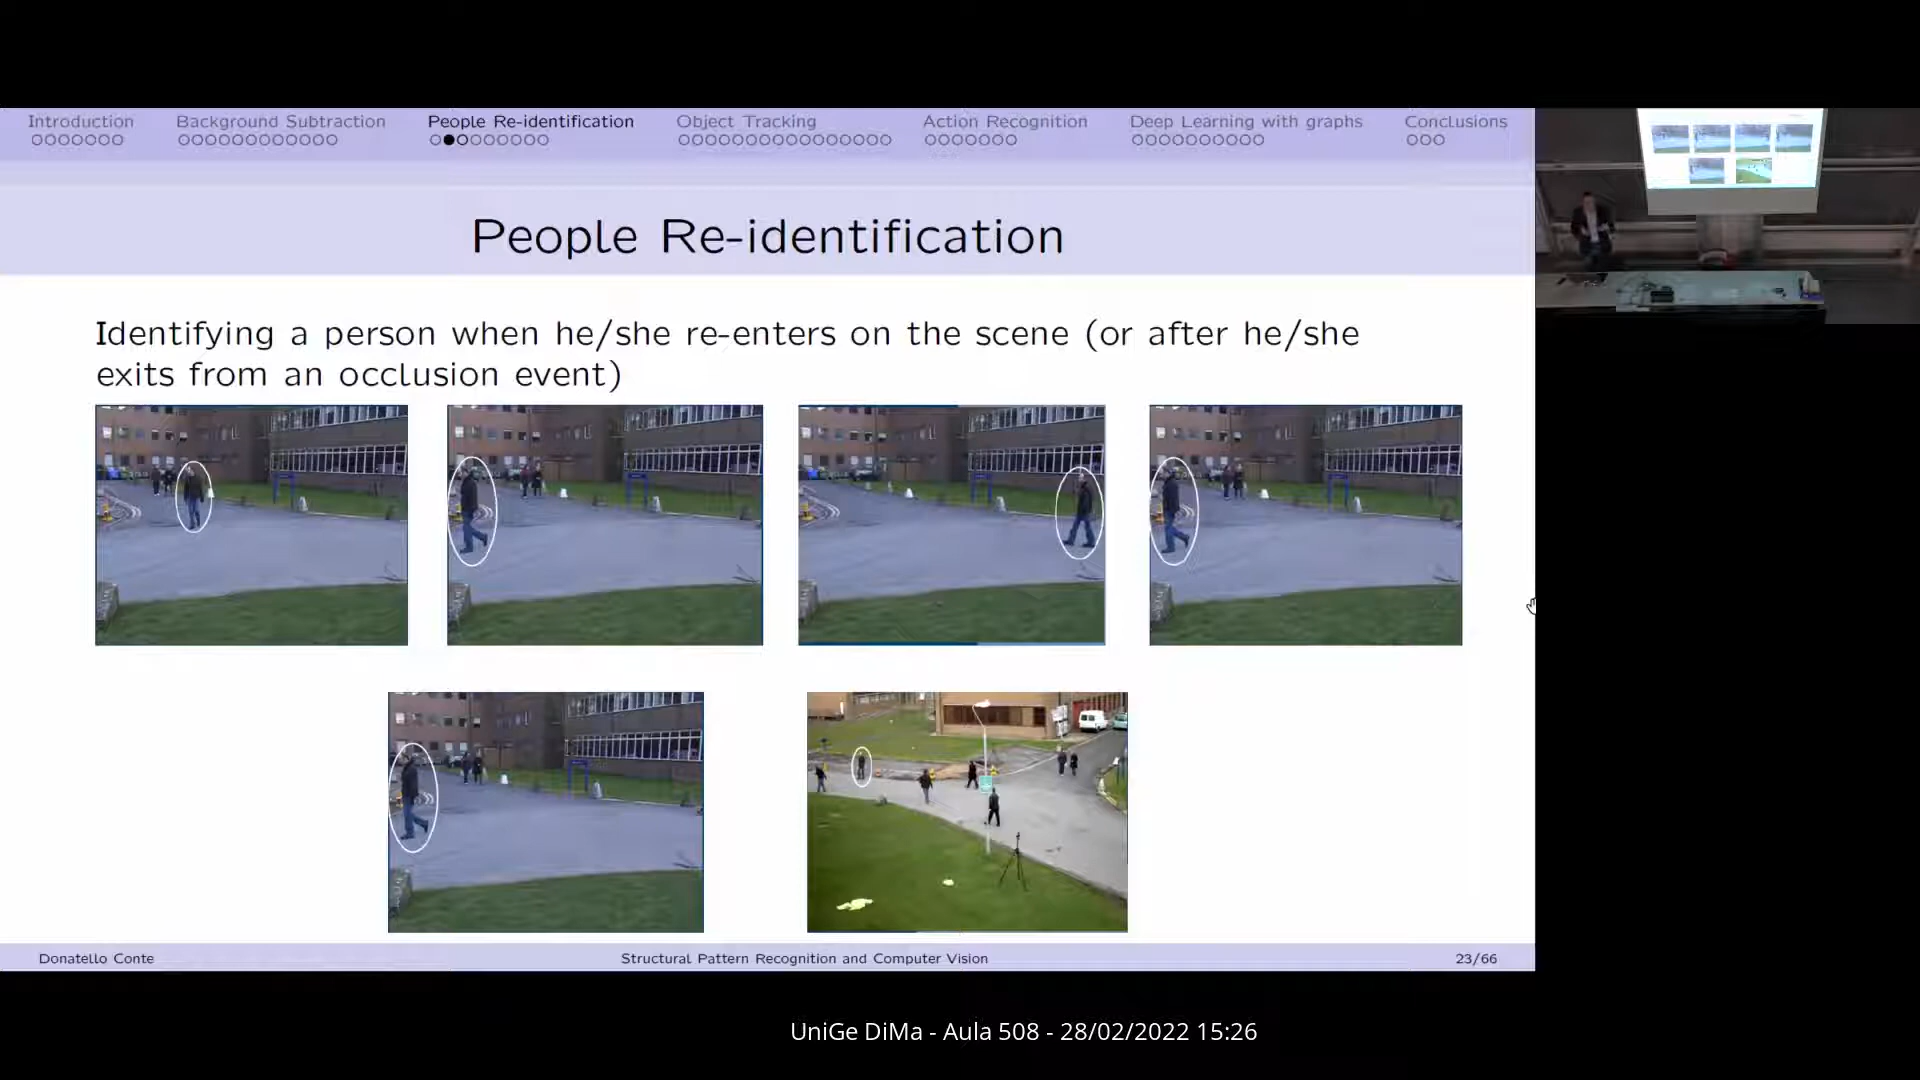 Introduction
Background Subtraction
People Re-identification
Object Tracking
Action Recognition
Deep Learning with graphs
Conclusions
People Re-identification
Identifying a person when he/she re-enters on the scene (or after he/she
exits from an occlusion event)
Donatello Conte
Structural Pattern Recognition and Computer Vision
23/66
UniGe DiMa - Aula 508 - 28/02/2022 15:26